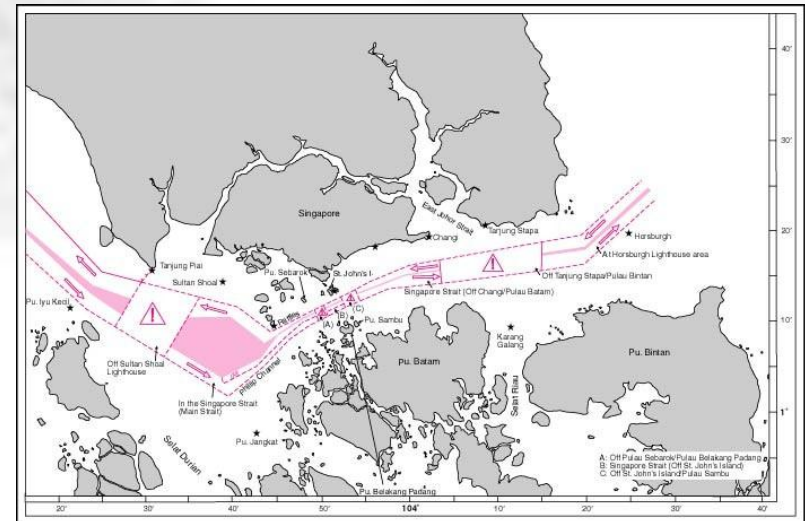 40'
30'
20'
10'
1°
Singapore
East Johor Strait
Tanjung Stapa
Changi
Horsburgh
At Horsburgh Lighthouse area
Tanjung Piai
Sultan Shoal
Pu. Sebarok
St. John's I·
Off Tanjung Stapa/Pulau Bintan
Singapore Strait (Off Chang/Pulau Batam)
Pu. Iyu Kecil
Raffles
(C)
(B)
(A)
Pu. Sambu
Karang
Galang
Pu. Batam
Pu. Bintan
Off Sultan Shoal
Lighthouse
Philip Channel
In the Singapore Strait
(Main Strait)
Selat Riau
Pu. Jangkat
Selat Durian
Pu. Belakang Padang
A: Off Pulau Sebarok/Pulau Belakang Padang
B: Singapore Strait (Off St. John's Island)
C: Off St. John's Island/Pulau Sambu
20' 30' 40' 50' 104° 10' 20' 30' 40'